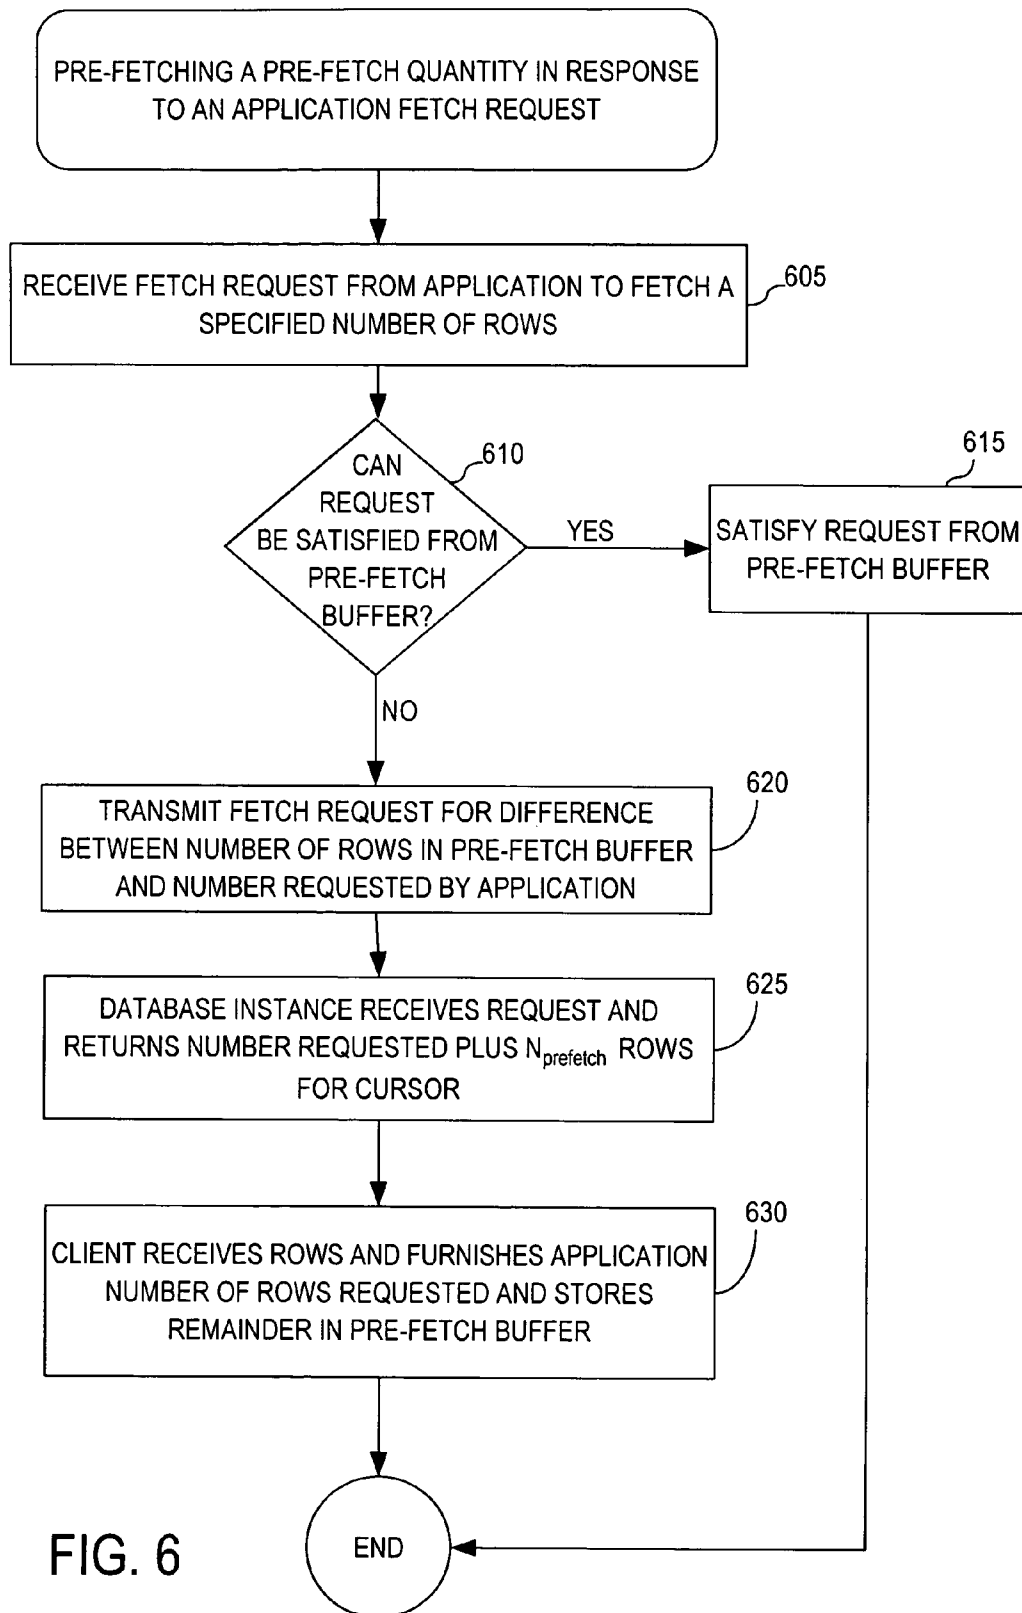 PRE-FETCHING A PRE-FETCH QUANTITY IN RESPONSE
TO AN APPLICATION FETCH REQUEST
RECEIVE FETCH REQUEST FROM APPLICATION TO FETCH A
SPECIFIED NUMBER OF ROWS
605
CAN
REQUEST
BE SATISFIED FROM
PRE-FETCH
BUFFER?
610
YES
615
SATISFY REQUEST FROM
PRE-FETCH BUFFER
NO
TRANSMIT FETCH REQUEST FOR DIFFERENCE
BETWEEN NUMBER OF ROWS IN PRE-FETCH BUFFER
AND NUMBER REQUESTED BY APPLICATION
620
DATABASE INSTANCE RECEIVES REQUEST AND
RETURNS NUMBER REQUESTED PLUS Nprefetch ROWS
FOR CURSOR
625
CLIENT RECEIVES ROWS AND FURNISHES APPLICATION
NUMBER OF ROWS REQUESTED AND STORES
REMAINDER IN PRE-FETCH BUFFER
630
END
FIG. 6